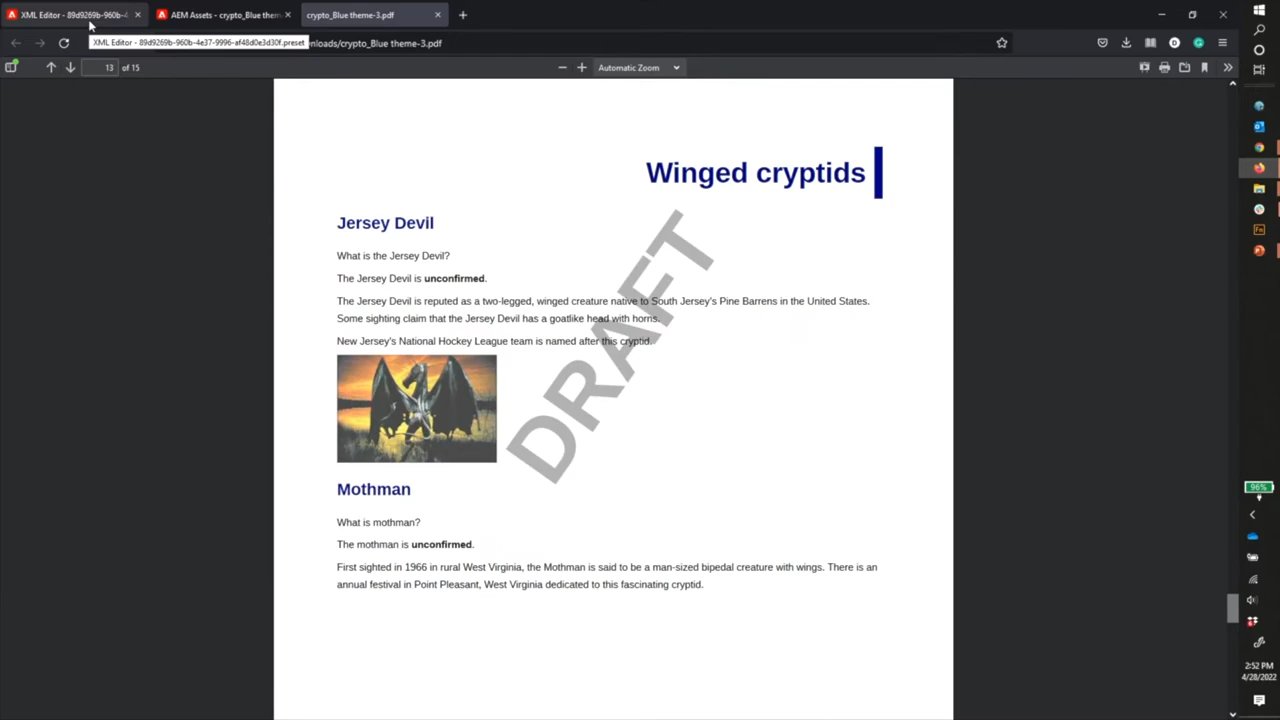 XML Editor - 89d9269b-960b-4
AEM Assets - crypto_Blue them
crypto_Blue theme-3.pdf
XML Editor - 89d9269b-960b-4e37-9996-af48d0e3d30f.preset
nloads/crypto_Blue theme-3.pdf
13 of 15
Automatic Zoom
Winged cryptids
Jersey Devil
What is the Jersey Devil?
The Jersey Devil is unconfirmed.
The Jersey Devil is reputed as a two-legged, winged creature native to South Jersey's Pine Barrens in the United States.
Some sighting claim that the Jersey Devil has a goatlike head with horns.
New Jersey's National Hockey League team is named after this cryptid.
DRAFT
Mothman
What is mothman?
The mothman is unconfirmed.
First sighted in 1966 in rural West Virginia, the Mothman is said to be a man-sized bipedal creature with wings. There is an
annual festival in Point Pleasant, West Virginia dedicated to this fascinating cryptid.
96%
2:52 PM
4/28/2022